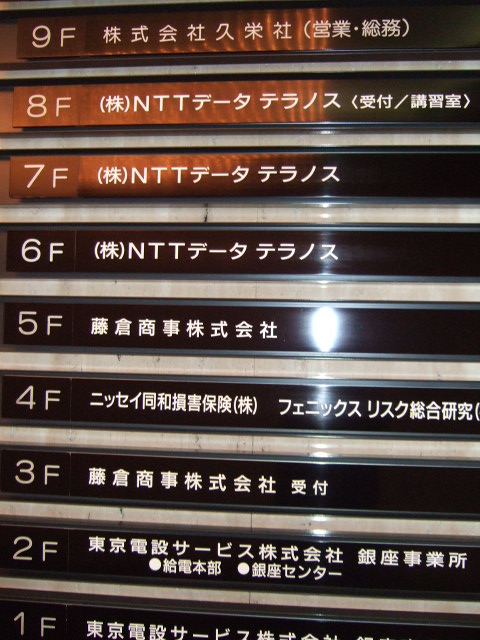 9F 株式会社久栄社(営業・総務)
8F (株)NTTデータ テラノス〈受付／講習室〉
7F (株)NTTデータ テラノス
6F (株)NTTデータ テラノス
5F 藤倉商事株式会社
4F ニッセイ同和損害保険(株) フェニックス リスク総合研究(
3F 藤倉商事株式会社 受付
2F 東京電設サービス株式会社 銀座事業所
●給電本部 ●銀座センター
1F 東京電設サービス株式会社 銀座